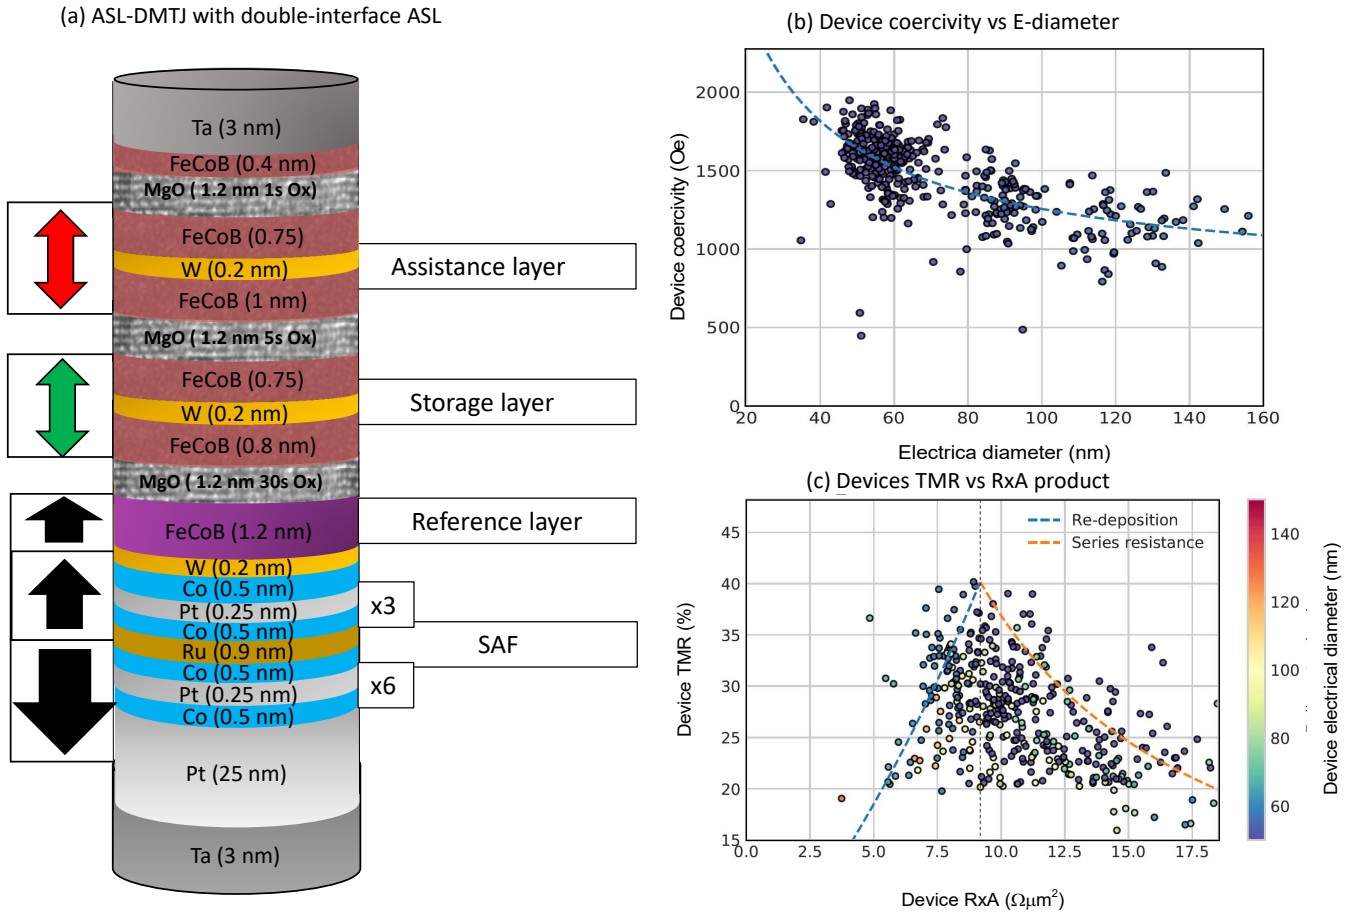 (a) ASL-DMTJ with double-interface ASL
Ta (3 nm)
FeCoB (0.4 nm)
MgO ( 1.2 nm 1s Ox)
FeCoB (0.75)
W (0.2 nm)
FeCoB (1 nm)
Assistance layer
MgO ( 1.2 nm 5s Ox)
FeCoB (0.75)
W (0.2 nm)
FeCoB (0.8 nm)
Storage layer
MgO ( 1.2 nm 30s Ox)
FeCoB (1.2 nm)
Reference layer
W (0.2 nm)
Co (0.5 nm)
Pt (0.25 nm)
x3
Co (0.5 nm)
Ru (0.9 nm)
SAF
Co (0.5 nm)
Pt (0.25 nm)
x6
Co (0.5 nm)
Pt (25 nm)
Ta (3 nm)
(b) Device coercivity vs E-diameter
Device coercivity (Oe)
2000
1500
1000
500
0
20 40 60 80 100 120 140 160
Electrica diameter (nm)
(c) Devices TMR vs RxA product
Re-deposition
Series resistance
Device TMR (%)
45
40
35
30
25
20
15
0.0 2.5 5.0 7.5 10.0 12.5 15.0 17.5
Device RxA (Ωμm²)
140
120
100
80
60
Device electrical diameter (nm)